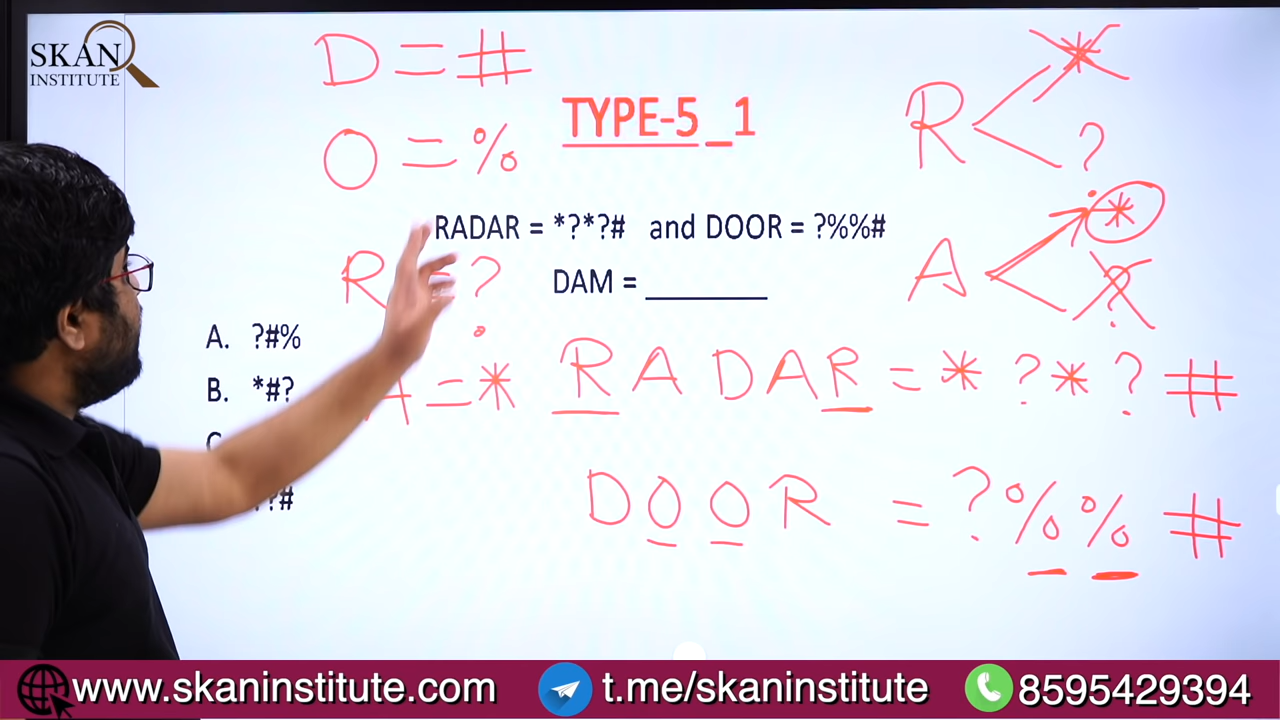 SKAN
INSTITUTE
D = #
TYPE-5_1
O = %
R < * ?
RADAR = *?*?# and DOOR = ?%%#
DAM = ________
R = ?
A < * ?
A. ?#%
B. *#?
A = *
RADAR = * ? * ? #
DOOR = ? % % #
www.skaninstitute.com
t.me/skaninstitute
8595429394